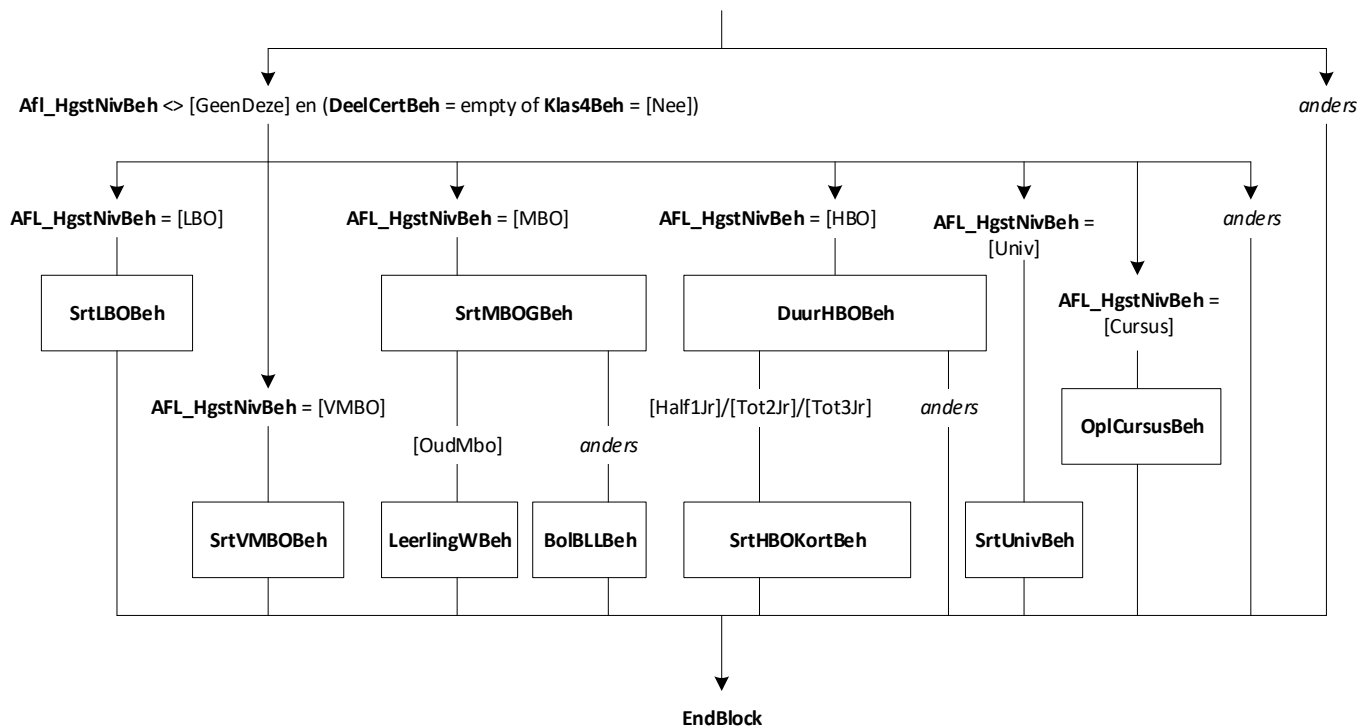 Afl_HgstNivBeh <> [GeenDeze] en (DeelCertBeh = empty of Klas4Beh = [Nee])
anders
AFL_HgstNivBeh = [LBO]
AFL_HgstNivBeh = [MBO]
AFL_HgstNivBeh = [HBO]
AFL_HgstNivBeh =
[Univ]
anders
SrtLBOBeh
SrtMBOGBeh
DuurHBOBeh
AFL_HgstNivBeh =
[Cursus]
AFL_HgstNivBeh = [VMBO]
[Half1Jr]/[Tot2Jr]/[Tot3Jr]
anders
OplCursusBeh
[OudMbo]
anders
SrtVMBOBeh
LeerlingWBeh
BolBLLBeh
SrtHBOKortBeh
SrtUnivBeh
EndBlock